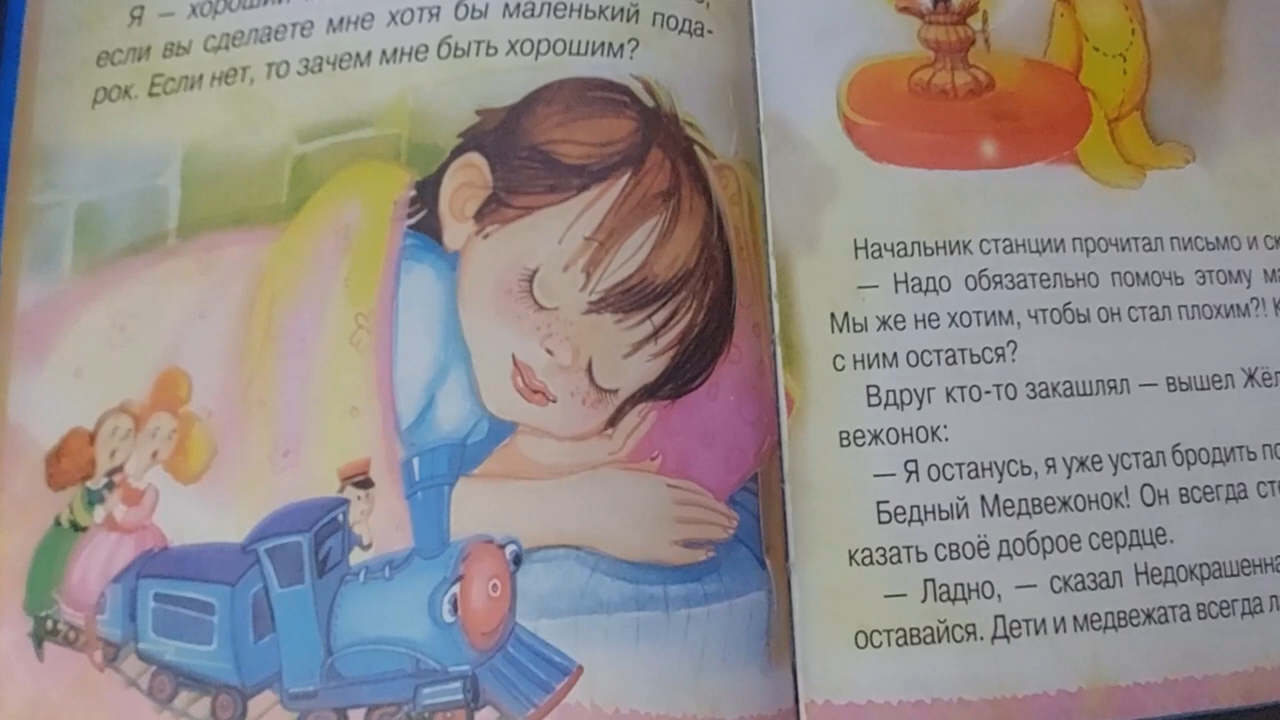 Я — хороший
если вы сделаете мне хотя бы маленький пода-
рок. Если нет, то зачем мне быть хорошим?
Начальник станции прочитал письмо и
— Надо обязательно помочь этому
Мы же не хотим, чтобы он стал плохим?!
с ним остаться?
Вдруг кто-то закашлял — вышел
вежонок:
— Я останусь, я уже устал бродить
Бедный Медвежонок! Он всегда
казать своё доброе сердце.
— Ладно, — сказал
оставайся. Дети и медвежата всегда